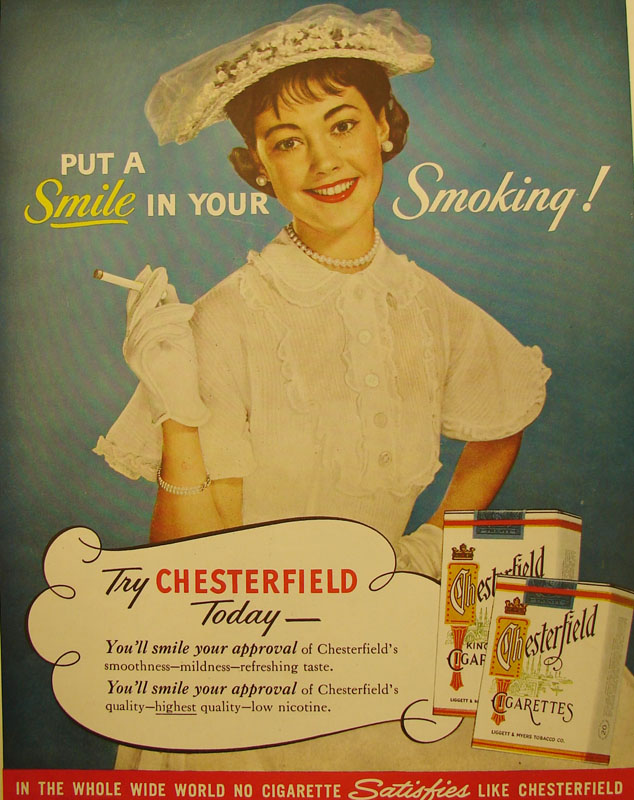 PUT A
Smile IN YOUR Smoking!
Try CHESTERFIELD
Today—
You'll smile your approval of Chesterfield's
smoothness—mildness—refreshing taste.
You'll smile your approval of Chesterfield's
quality—highest quality—low nicotine.
Chesterfield
KING
CIGAR
LIGGETT & M
Chesterfield
CIGARETTES
LIGGETT & MYERS TOBACCO CO.
20
IN THE WHOLE WIDE WORLD NO CIGARETTE Satisfies LIKE CHESTERFIELD